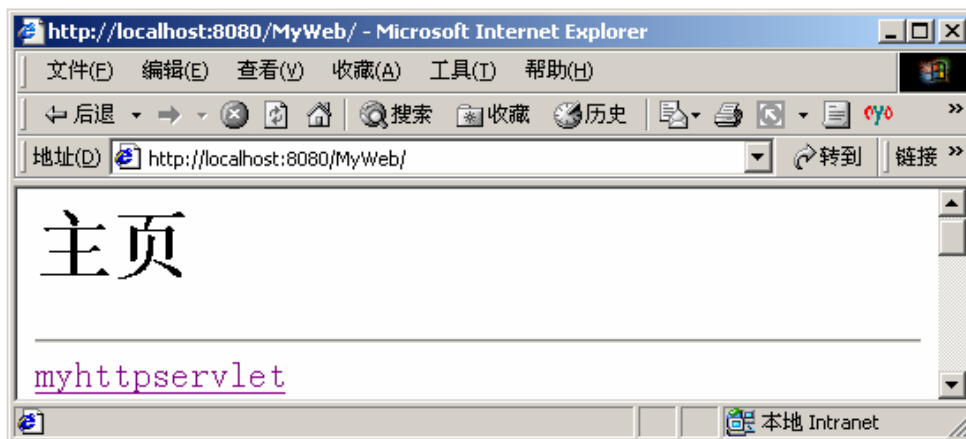 http://localhost:8080/MyWeb/ - Microsoft Internet Explorer
文件(F) 编辑(E) 查看(V) 收藏(A) 工具(T) 帮助(H)
后退 搜索 收藏 历史 »
地址(D) http://localhost:8080/MyWeb/ 转到 链接 »
主页
myhttpservlet
本地 Intranet